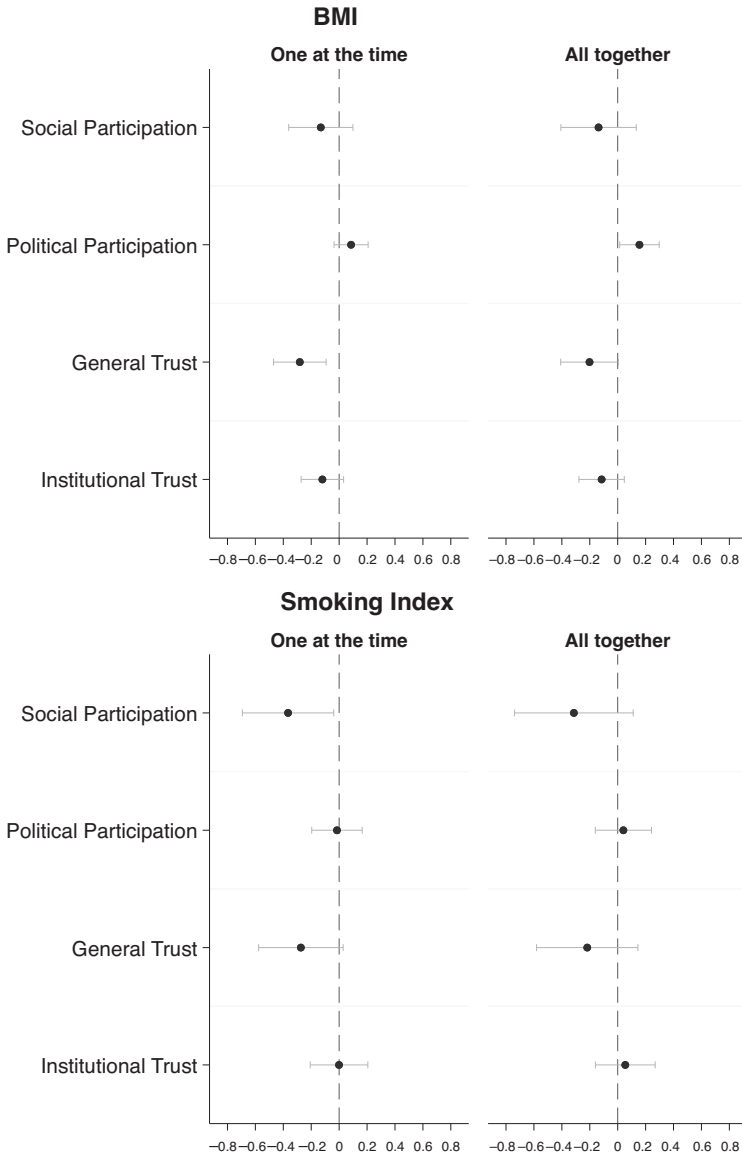 BMI
One at the time All together
Social Participation
Political Participation
General Trust
Institutional Trust
−0.8 −0.6 −0.4 −0.2 0 0.2 0.4 0.6 0.8 −0.8 −0.6 −0.4 −0.2 0 0.2 0.4 0.6 0.8
Smoking Index
One at the time All together
Social Participation
Political Participation
General Trust
Institutional Trust
−0.8 −0.6 −0.4 −0.2 0 0.2 0.4 0.6 0.8 −0.8 −0.6 −0.4 −0.2 0 0.2 0.4 0.6 0.8